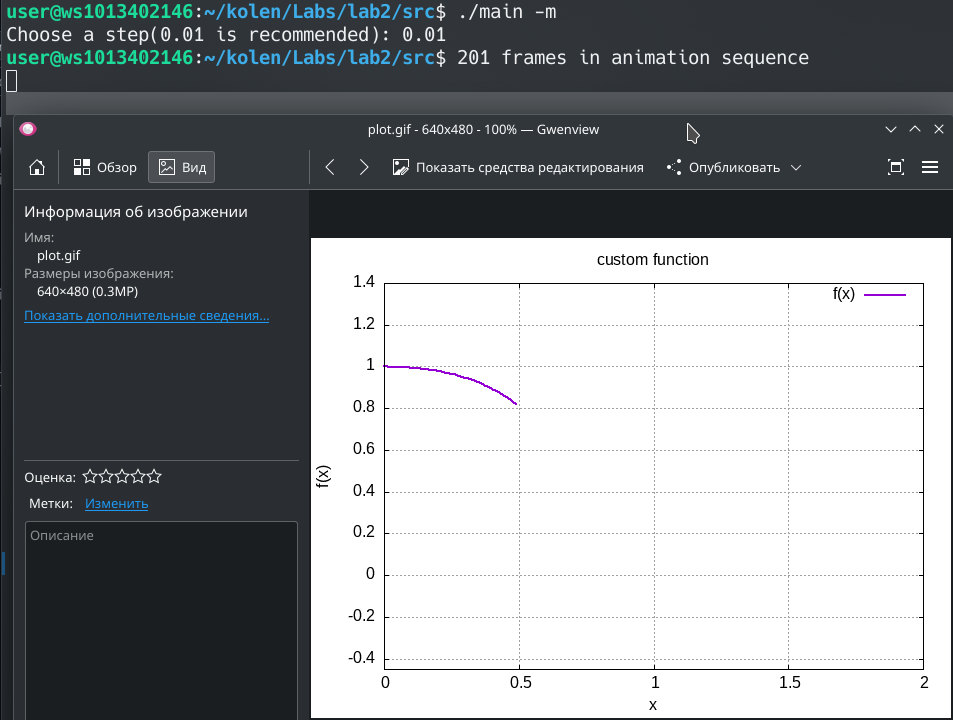 user@ws1013402146:~/kolen/Labs/lab2/src$ ./main -m
Choose a step(0.01 is recommended): 0.01
user@ws1013402146:~/kolen/Labs/lab2/src$ 201 frames in animation sequence
plot.gif - 640x480 - 100% — Gwenview
Обзор
Вид
Показать средства редактирования
Опубликовать
Информация об изображении
Имя:
plot.gif
Размеры изображения:
640×480 (0.3MP)
Показать дополнительные сведения...
Оценка:
Метки: Изменить
Описание
custom function
f(x)
1.4
1.2
1
0.8
0.6
0.4
0.2
0
-0.2
-0.4
f(x)
0 0.5 1 1.5 2
x